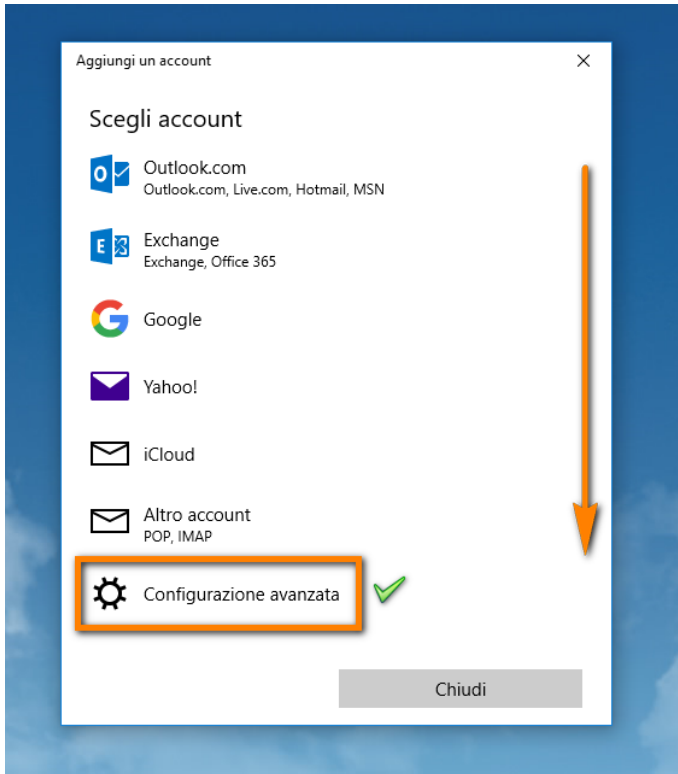 Aggiungi un account
Scegli account
Outlook.com
Outlook.com, Live.com, Hotmail, MSN
Exchange
Exchange, Office 365
Google
Yahoo!
iCloud
Altro account
POP, IMAP
Configurazione avanzata
Chiudi